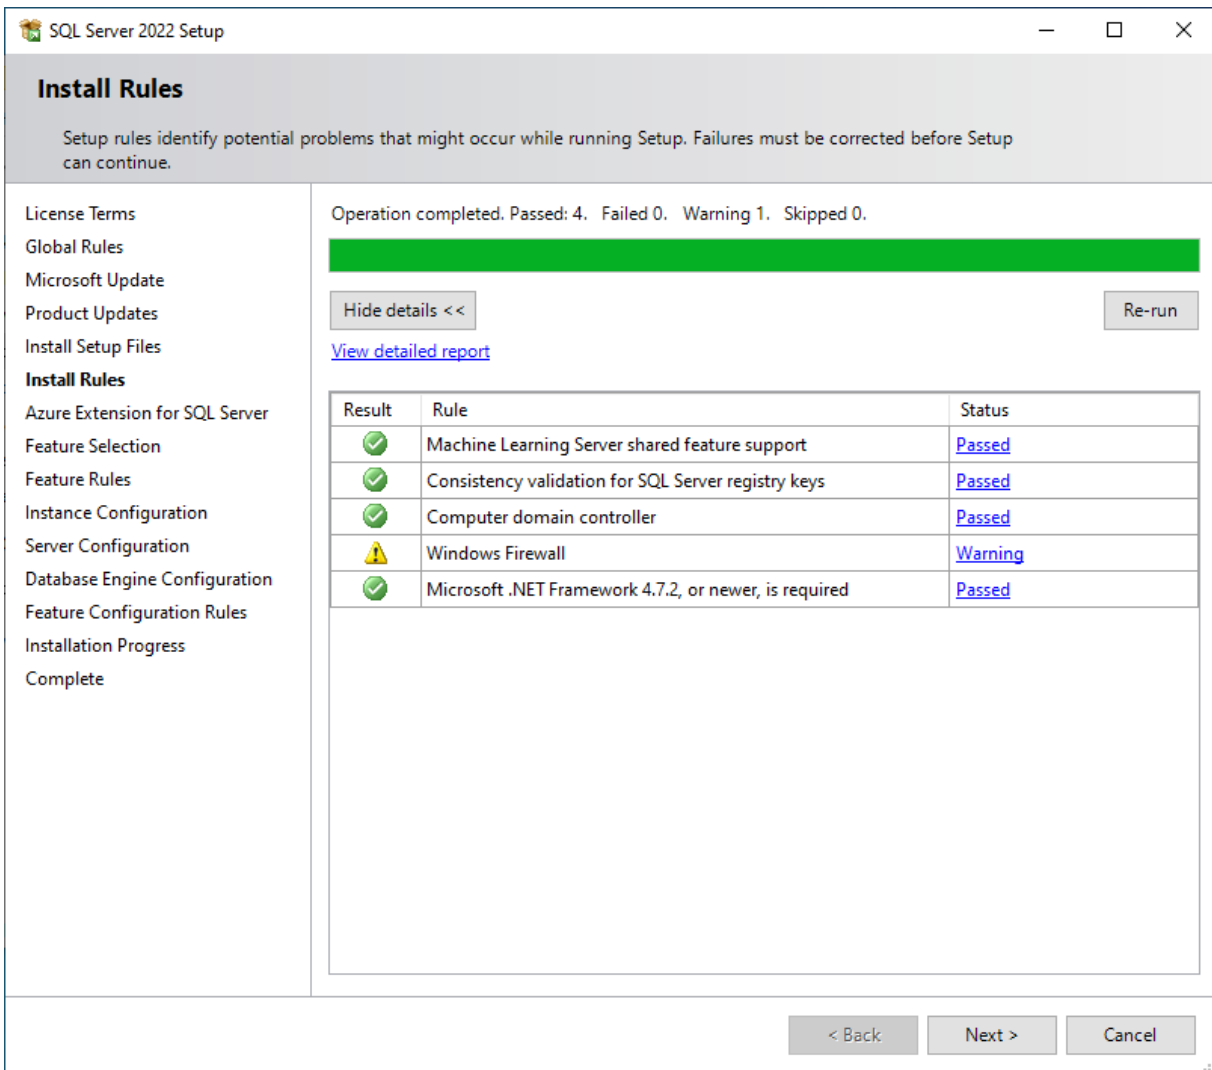 SQL Server 2022 Setup
Install Rules
Setup rules identify potential problems that might occur while running Setup. Failures must be corrected before Setup
can continue.
License Terms
Global Rules
Microsoft Update
Product Updates
Install Setup Files
Install Rules
Azure Extension for SQL Server
Feature Selection
Feature Rules
Instance Configuration
Server Configuration
Database Engine Configuration
Feature Configuration Rules
Installation Progress
Complete
Operation completed. Passed: 4.   Failed 0.   Warning 1.   Skipped 0.
Hide details <<
Re-run
View detailed report
Result Rule Status
Machine Learning Server shared feature support Passed
Consistency validation for SQL Server registry keys Passed
Computer domain controller Passed
Windows Firewall Warning
Microsoft .NET Framework 4.7.2, or newer, is required Passed
< Back Next > Cancel